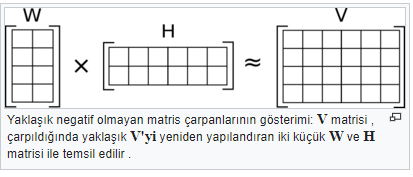 W
H
V
×
≈
Yaklaşık negatif olmayan matris çarpanlarının gösterimi: V matrisi ,
çarpıldığında yaklaşık V'yi yeniden yapılandıran iki küçük W ve H
matrisi ile temsil edilir .